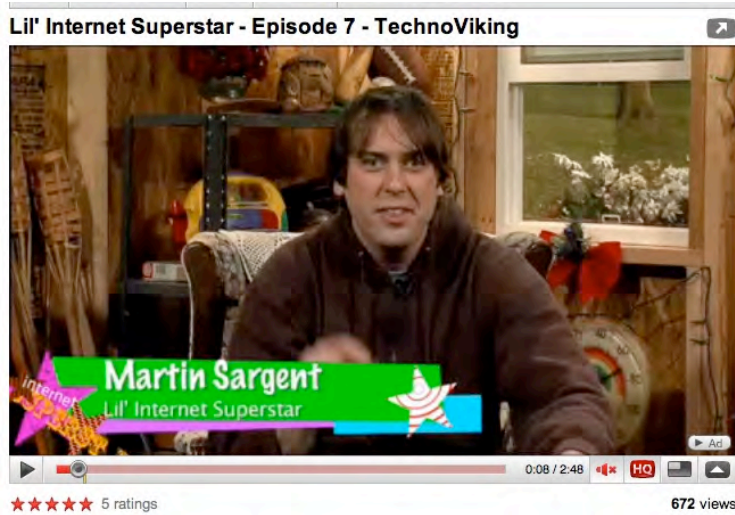 Lil' Internet Superstar - Episode 7 - TechnoViking
Martin Sargent
internet
Lil' Internet Superstar
Ad
0:08 / 2:48
HQ
5 ratings
672 views